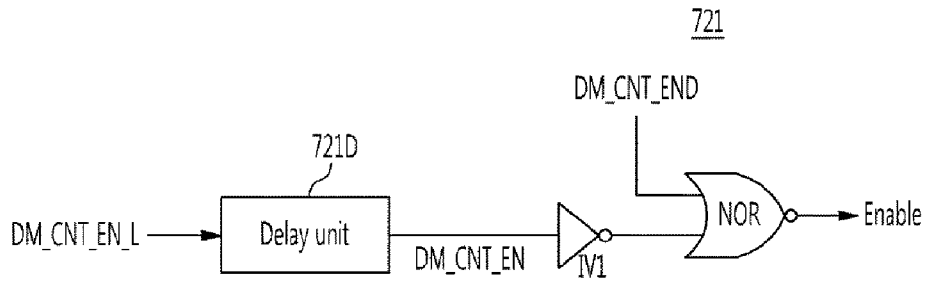 721
DM_CNT_END
721D
DM_CNT_EN_L
Delay unit
DM_CNT_EN
IV1
NOR
Enable